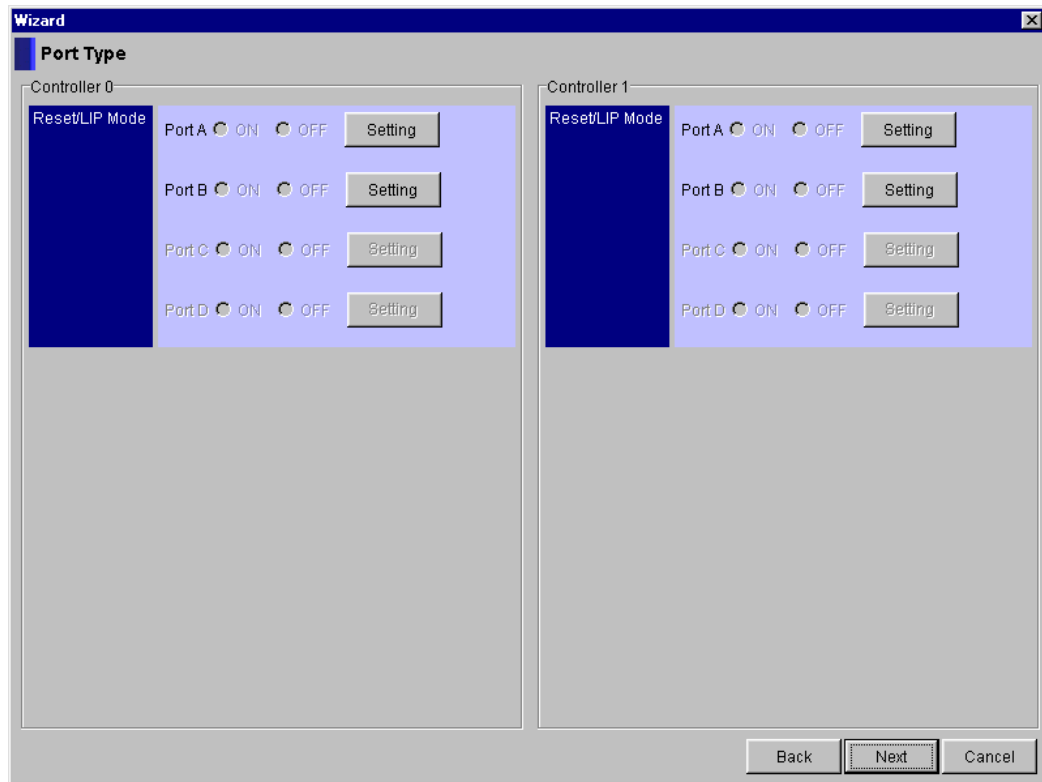 Wizard
Port Type
Controller 0
Reset/LIP Mode
Port A ON OFF Setting
Port B ON OFF Setting
Port C ON OFF Setting
Port D ON OFF Setting
Controller 1
Reset/LIP Mode
Port A ON OFF Setting
Port B ON OFF Setting
Port C ON OFF Setting
Port D ON OFF Setting
Back Next Cancel